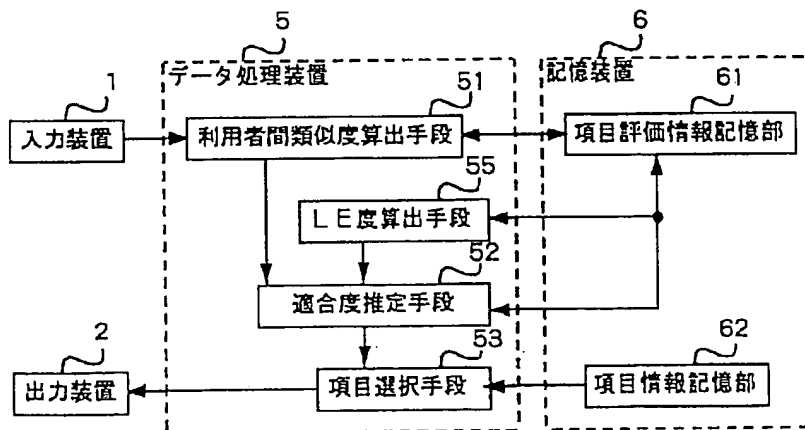 5
6
データ処理装置
記憶装置
1
51
61
入力装置
利用者間類似度算出手段
項目評価情報記憶部
55
LE度算出手段
52
適合度推定手段
2
53
62
出力装置
項目選択手段
項目情報記憶部